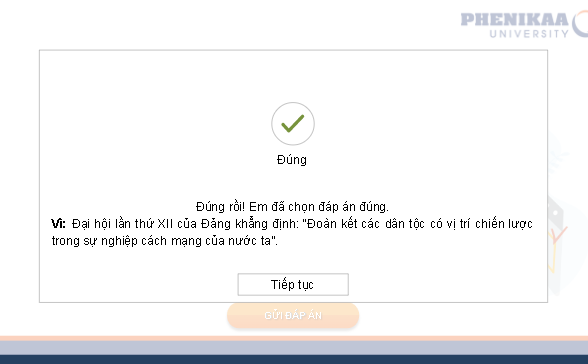 PHENIKAA
UNIVERSITY
Đúng
Đúng rồi! Em đã chọn đáp án đúng.
Vì: Đại hội lần thứ XII của Đảng khẳng định: "Đoàn kết các dân tộc có vị trí chiến lược
trong sự nghiệp cách mạng của nước ta".
Tiếp tục
GỬI ĐÁP ÁN